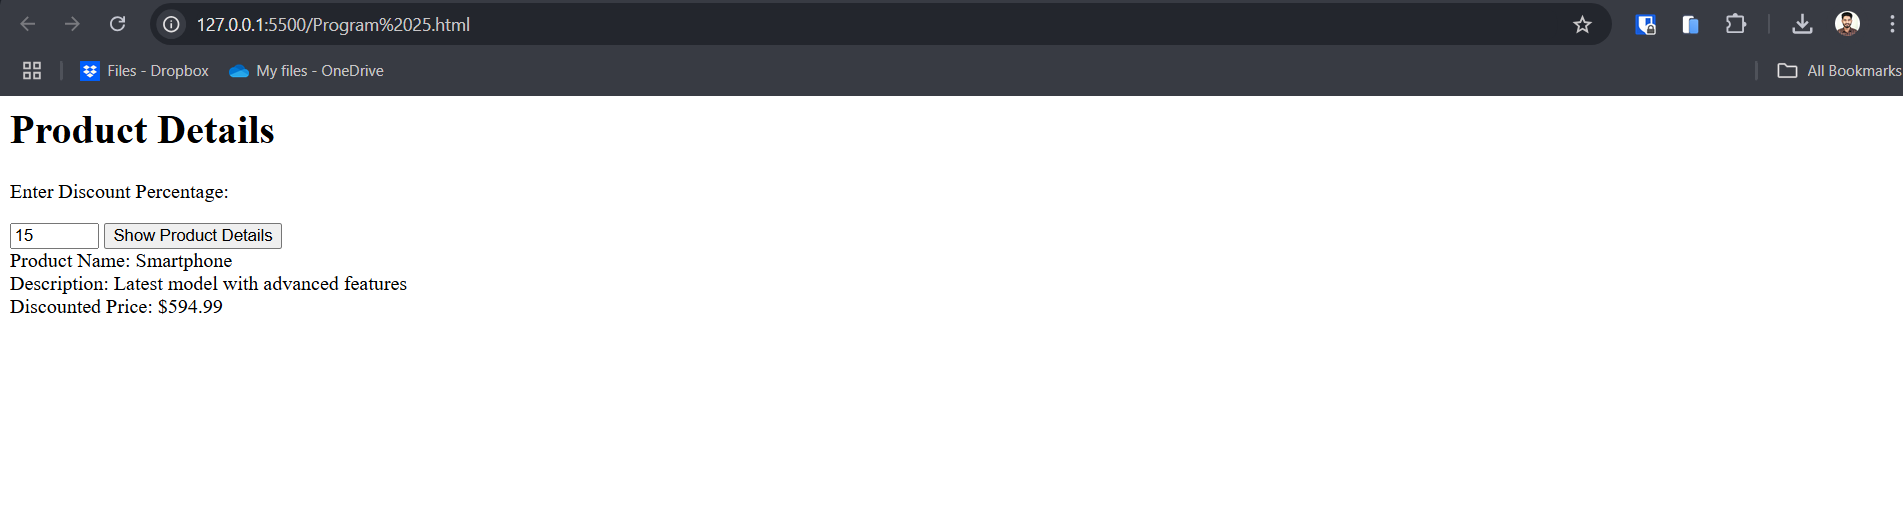 127.0.0.1:5500/Program%2025.html
Files - Dropbox My files - OneDrive All Bookmarks
Product Details
Enter Discount Percentage:
15 Show Product Details
Product Name: Smartphone
Description: Latest model with advanced features
Discounted Price: $594.99